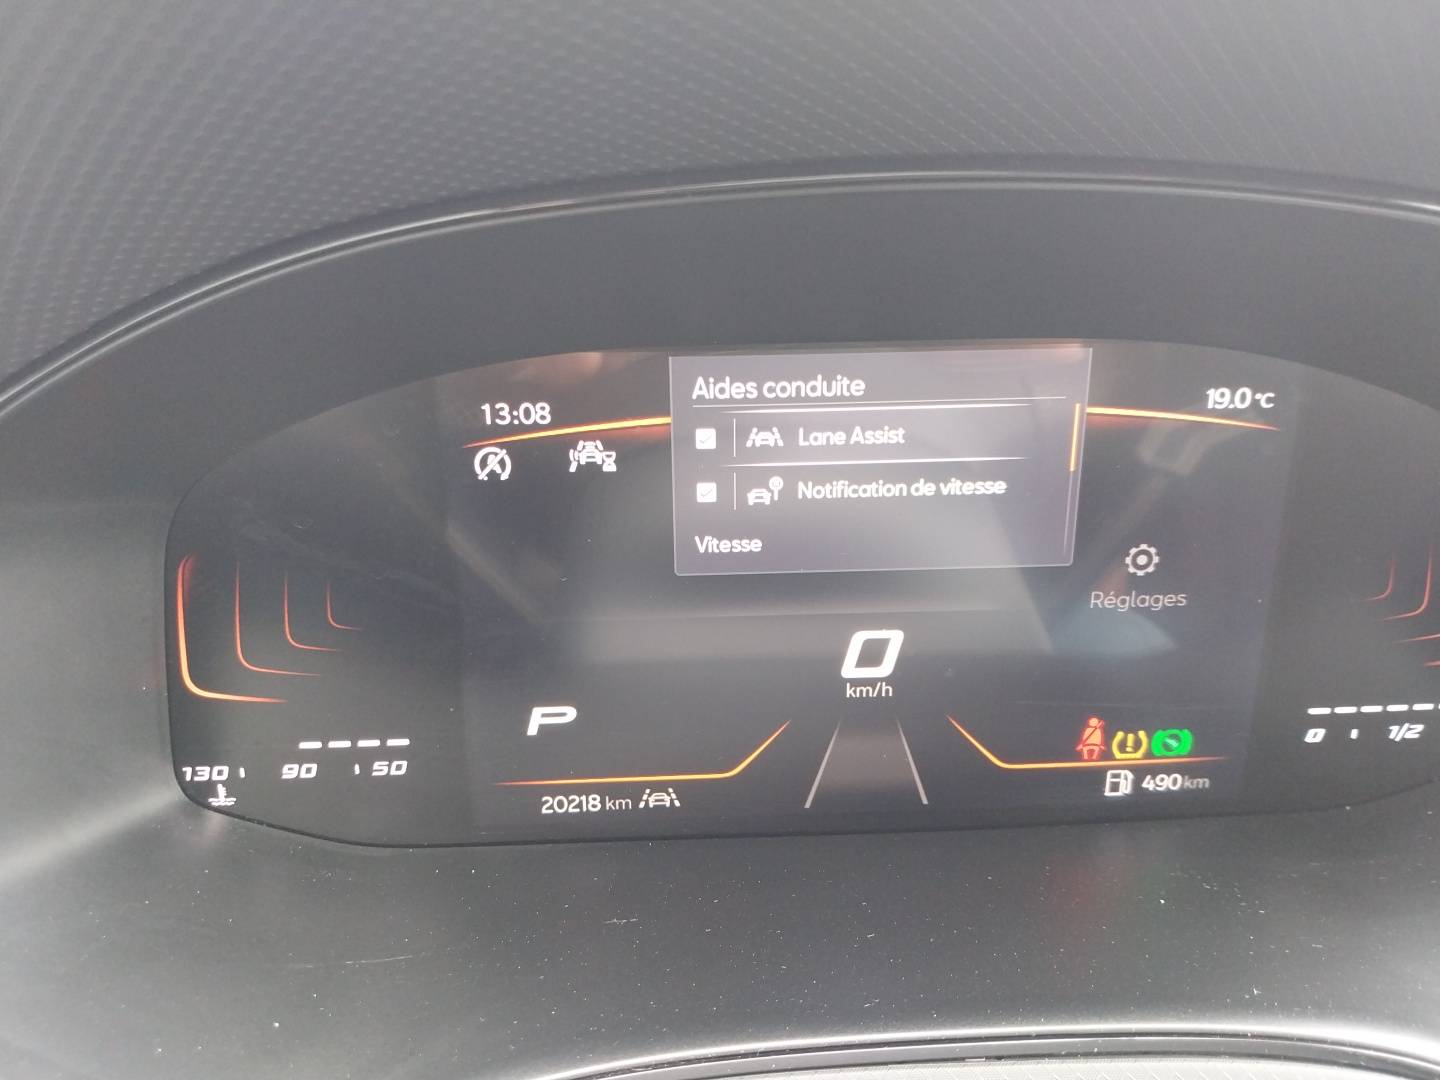 13:08
Aides conduite
19.0 °C
Lane Assist
Notification de vitesse
Vitesse
Réglages
0
km/h
P
130 90 50
0 1/2
20218 km
490 km